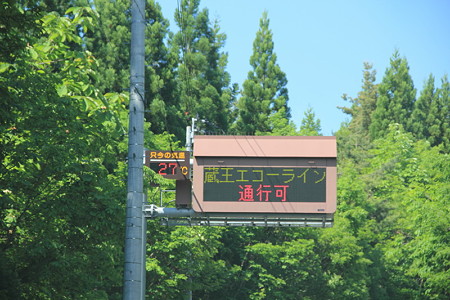 只今の気温
27℃
蔵王エコーライン
通行可